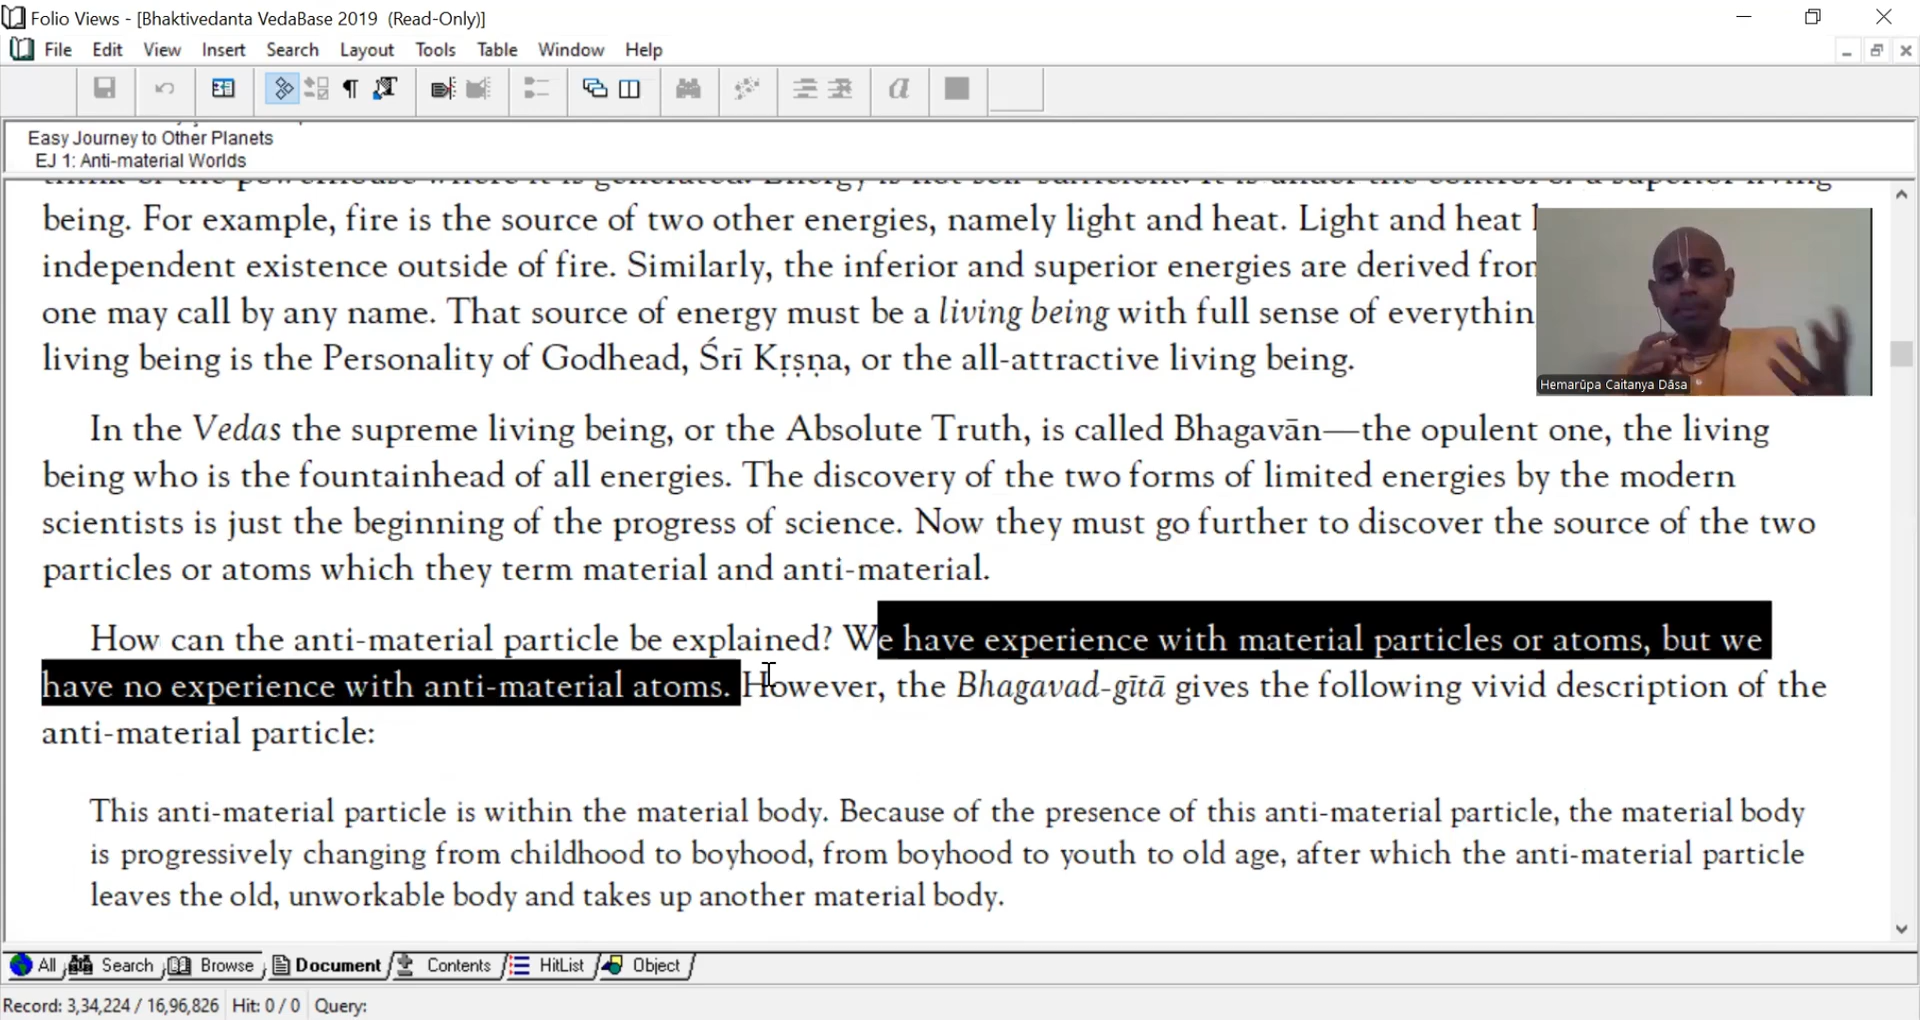 Folio Views - [Bhaktivedanta VedaBase 2019 (Read-Only)]
File Edit View Insert Search Layout Tools Table Window Help
Easy Journey to Other Planets
EJ 1: Anti-material Worlds
being. For example, fire is the source of two other energies, namely light and heat. Light and heat
independent existence outside of fire. Similarly, the inferior and superior energies are derived from
one may call by any name. That source of energy must be a living being with full sense of everythin
living being is the Personality of Godhead, Śrī Kṛṣṇa, or the all-attractive living being.
Hemarūpa Caitanya Dāsa
In the Vedas the supreme living being, or the Absolute Truth, is called Bhagavān—the opulent one, the living
being who is the fountainhead of all energies. The discovery of the two forms of limited energies by the modern
scientists is just the beginning of the progress of science. Now they must go further to discover the source of the two
particles or atoms which they term material and anti-material.
How can the anti-material particle be explained? We have experience with material particles or atoms, but we
have no experience with anti-material atoms. However, the Bhagavad-gītā gives the following vivid description of the
anti-material particle:
This anti-material particle is within the material body. Because of the presence of this anti-material particle, the material body
is progressively changing from childhood to boyhood, from boyhood to youth to old age, after which the anti-material particle
leaves the old, unworkable body and takes up another material body.
All Search Browse Document Contents HitList Object
Record: 3,34,224 / 16,96,826 Hit: 0 / 0 Query: